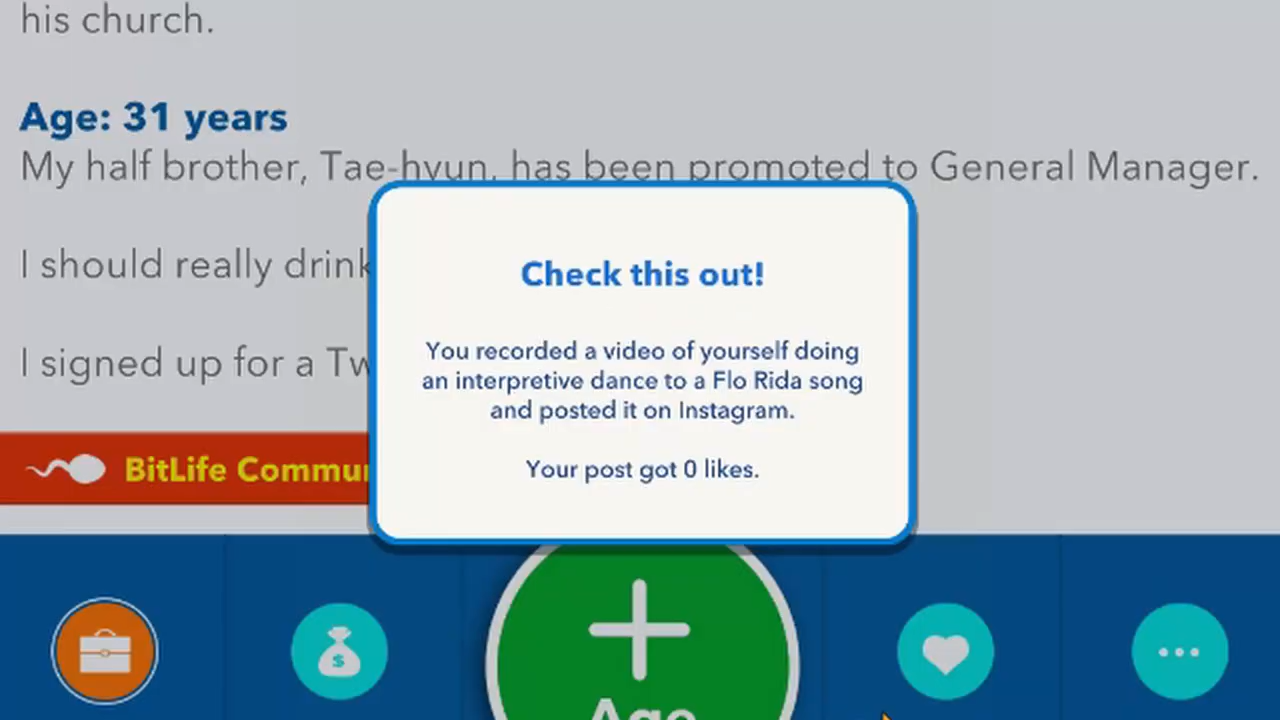 his church.
Age: 31 years
My half brother, Tae-hyun, has been promoted to General Manager.
I should really drink
I signed up for a Tw
Check this out!
You recorded a video of yourself doing
an interpretive dance to a Flo Rida song
and posted it on Instagram.
Your post got 0 likes.
BitLife Commu
$
Age